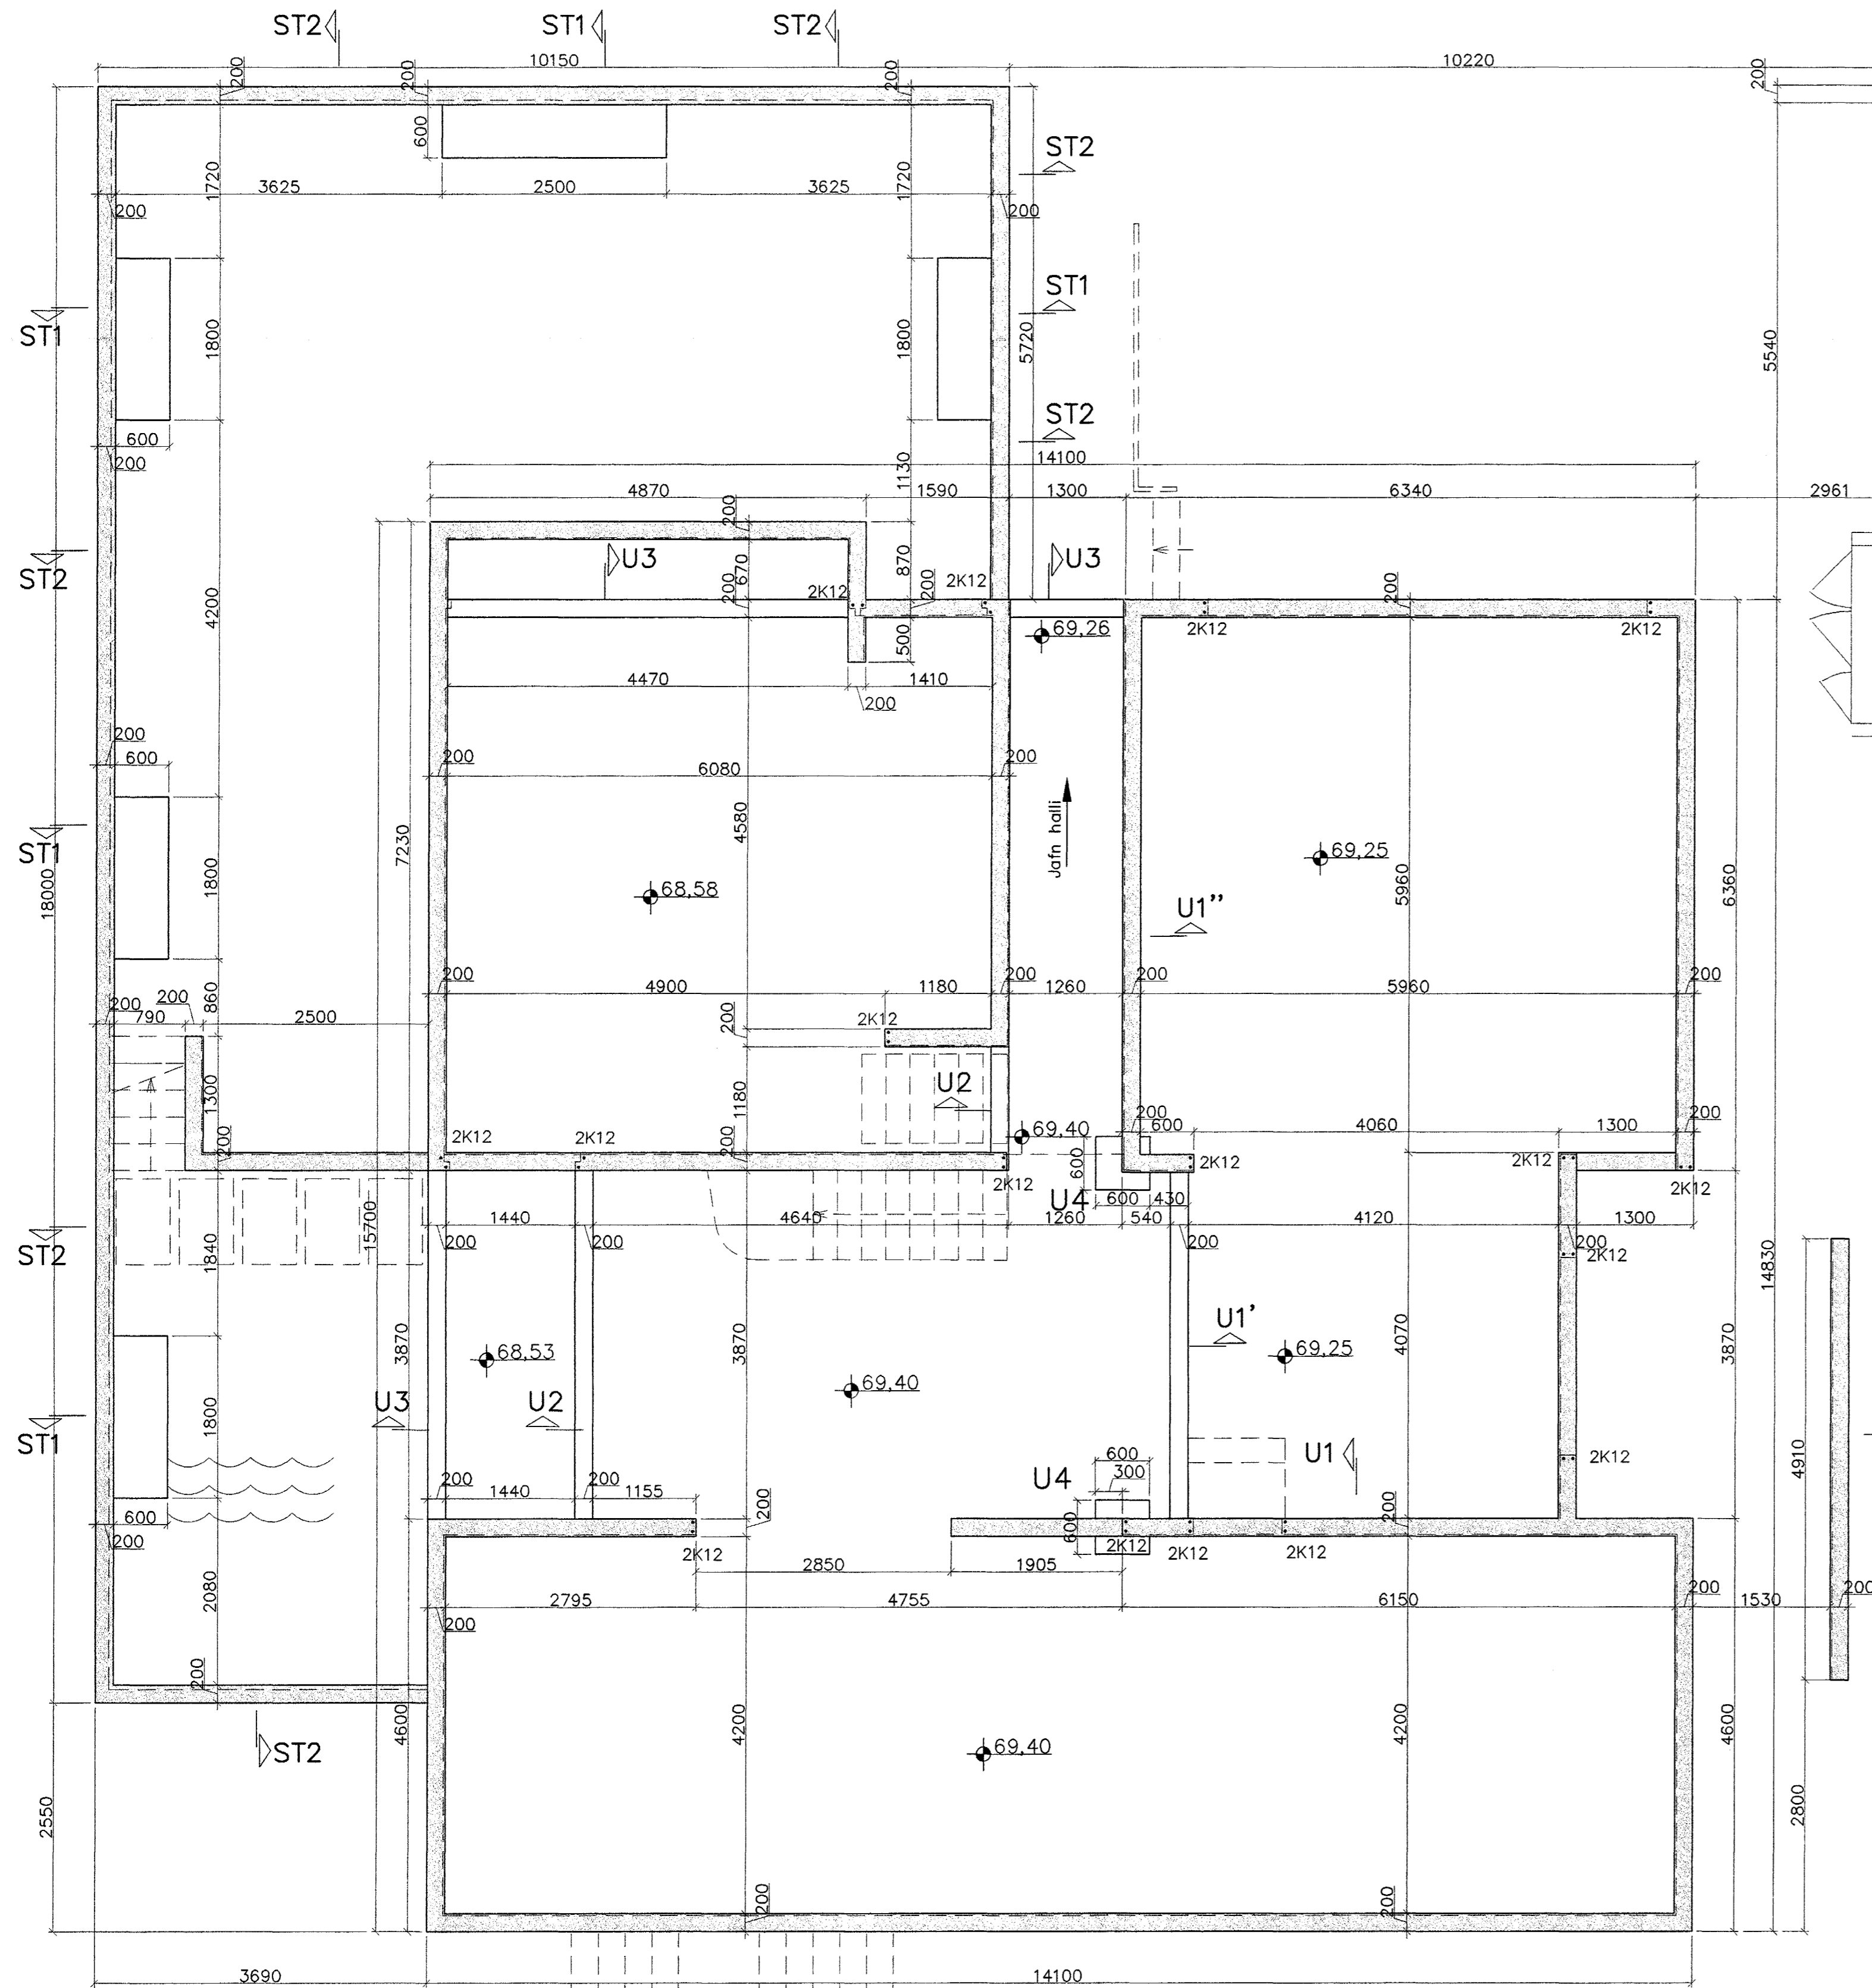 ST2 ST1 ST2
10150 10220
200 200 200 200
600
ST2
1720 1720
3625 2500 3625
200 200
ST1
ST1
1800 1800 5720 5540
ST2
600
200
1130
14100
4870 1590 1300 6340 2961
200
ST2
U3 U3
870
670
200 200 2K12 2K12 200
2K12 2K12
69,26
500
4200
4470 1410
200
200 600
200 6080 200
4580
Jafn halli
ST1
18000 7230
1800
68,58 69,25
5960 6360
U1''
200 4900 1180 200 1260 200 5960 200
860
200 790 200 2500
200
2K12
1300
U2
1180
200 2K12 2K12 200
69,40
200 600 4060 1300 200
2K12 2K12 2K12
600
2K12
U4 600 430
1440 4640 1260 540 4120 1300
200 200 200 2K12
ST2
15700
1840
14830
U1'
3870 3870 4070 3870
68,53 69,40 69,25
U3 U2
ST1
1800
U4 600
300
U1
2K12
4910
200 1440 200 1155
200 200
600
600
200
2K12 2K12 2K12 2K12
2850 1905
2080
2795 4755 6150 200 1530 200
200
200
4600 4200 4200 4600
ST2
69,40
2550 2800
200 200
3690 14100